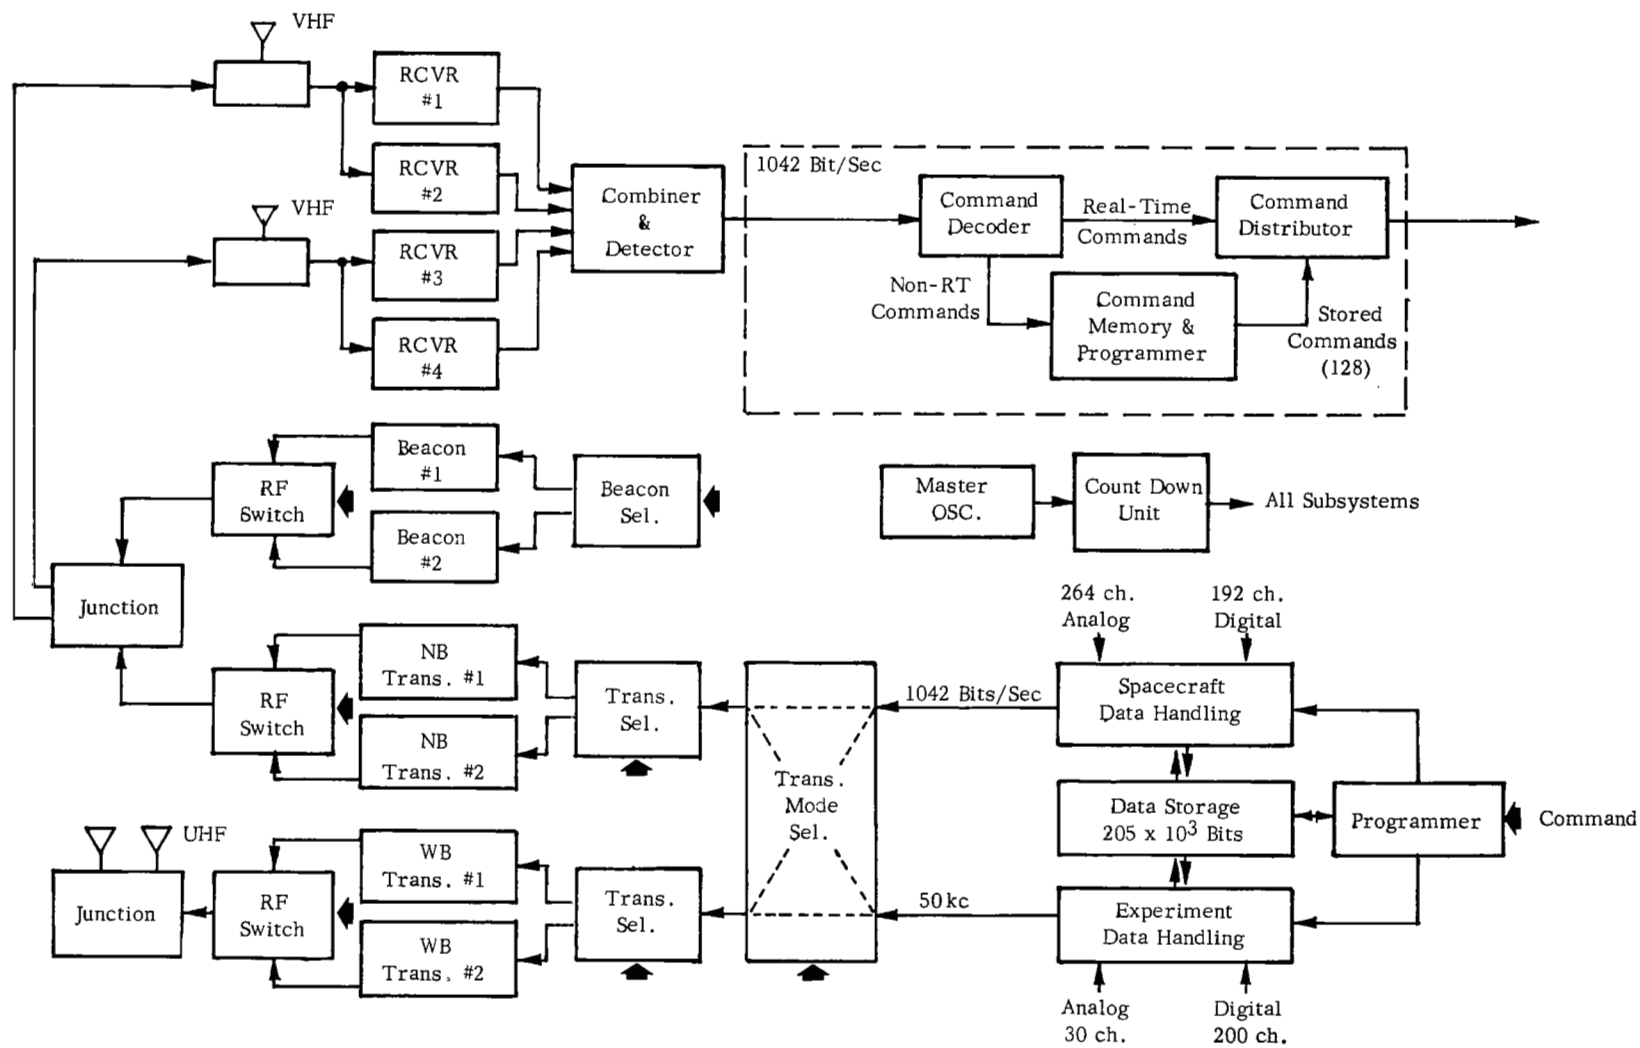 VHF
RCVR
#1
RCVR
#2
VHF
RCVR
#3
RCVR
#4
Combiner
&
Detector
1042 Bit/Sec
Command
Decoder
Real-Time
Commands
Command
Distributor
Non-RT
Commands
Command
Memory &
Programmer
Stored
Commands
(128)
Beacon
#1
RF
Switch
Beacon
#2
Beacon
Sel.
Master
OSC.
Count Down
Unit
All Subsystems
Junction
NB
Trans. #1
RF
Switch
NB
Trans. #2
Trans.
Sel.
Trans.
Mode
Sel.
1042 Bits/Sec
264 ch.
Analog
192 ch.
Digital
Spacecraft
Data Handling
Data Storage
205 x 10³ Bits
Programmer
Command
UHF
Junction
WB
Trans. #1
RF
Switch
WB
Trans. #2
Trans.
Sel.
50 kc
Experiment
Data Handling
Analog
30 ch.
Digital
200 ch.